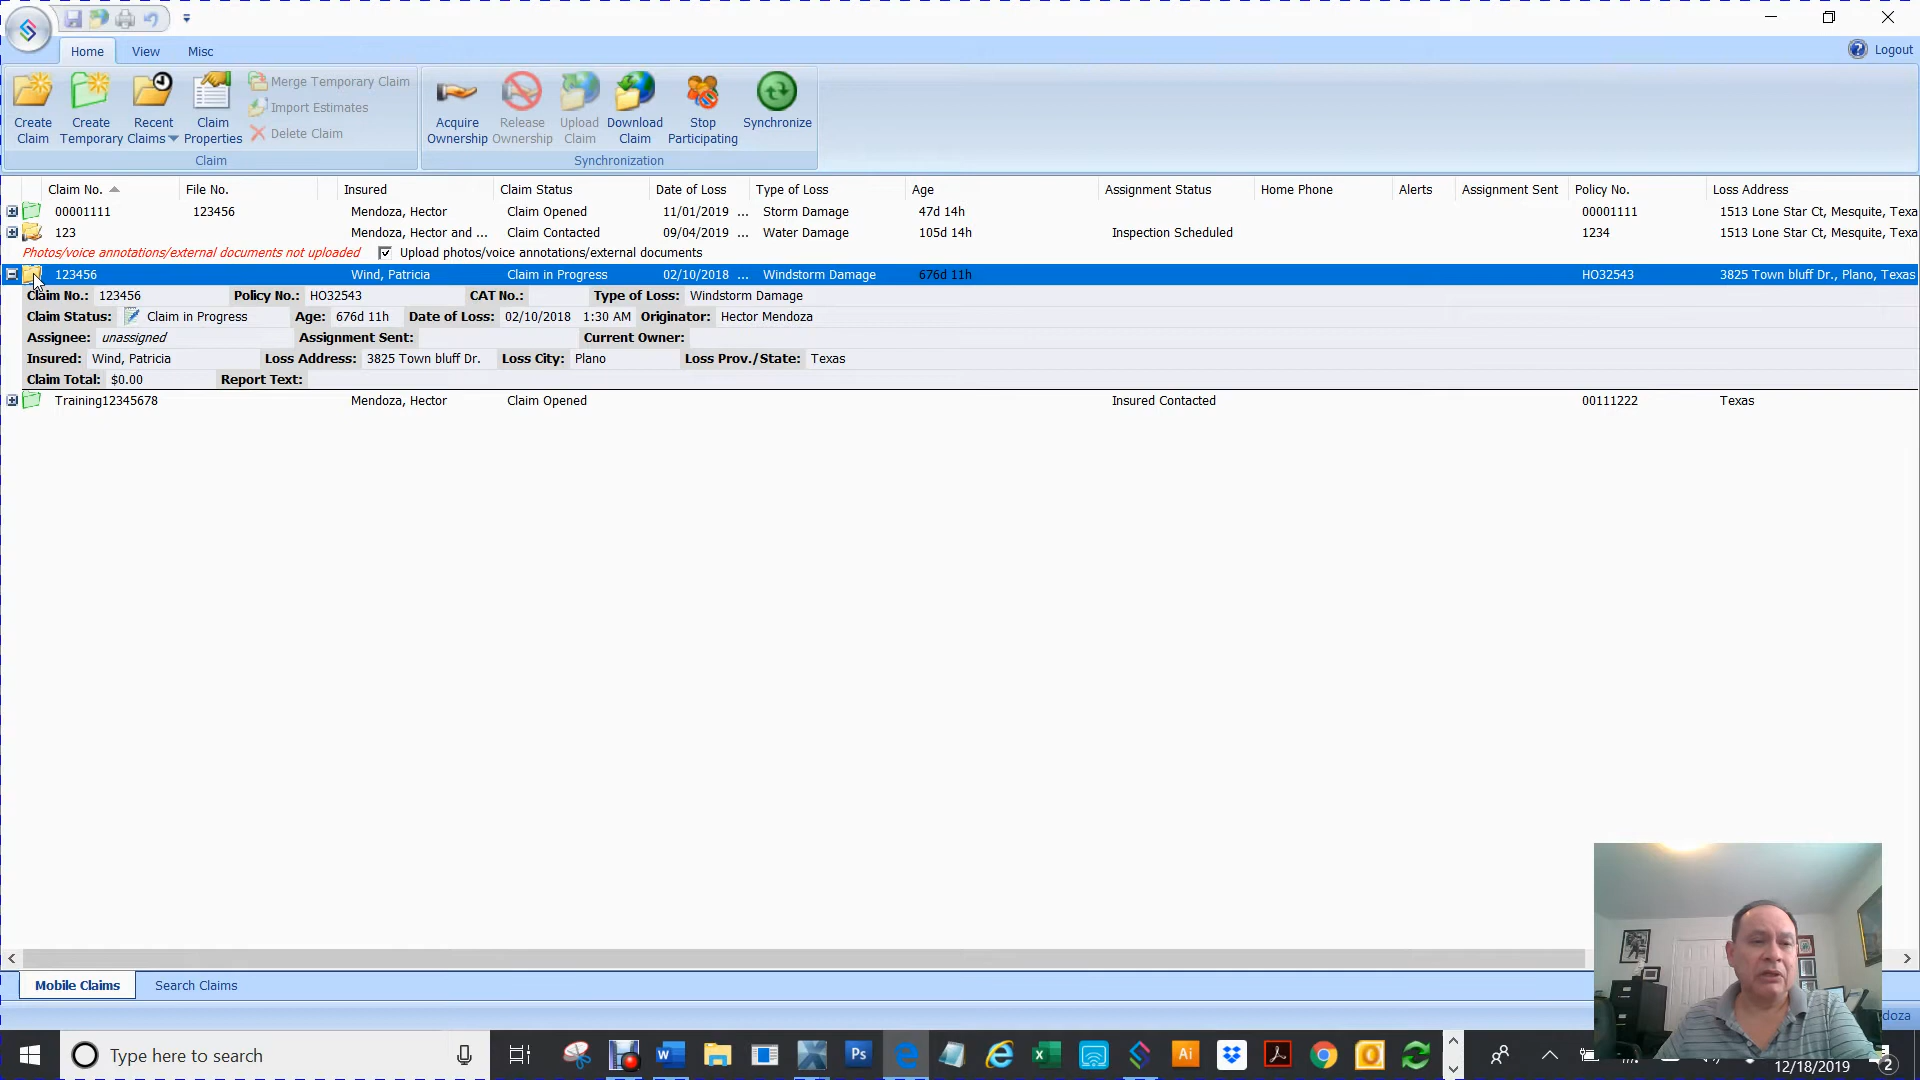 Home View Misc Logout
Create Claim
Create Temporary
Recent Claims
Claim Properties
Merge Temporary Claim
Import Estimates
Delete Claim
Acquire Ownership
Release Ownership
Upload Claim
Download Claim
Stop Participating
Synchronize
Claim Synchronization
Claim No. File No. Insured Claim Status Date of Loss Type of Loss Age Assignment Status Home Phone Alerts Assignment Sent Policy No. Loss Address
00001111 123456 Mendoza, Hector Claim Opened 11/01/2019 ... Storm Damage 47d 14h 00001111 1513 Lone Star Ct, Mesquite, Texa
123 Mendoza, Hector and ... Claim Contacted 09/04/2019 ... Water Damage 105d 14h Inspection Scheduled 1234 1513 Lone Star Ct, Mesquite, Texa
Photos/voice annotations/external documents not uploaded Upload photos/voice annotations/external documents
123456 Wind, Patricia Claim in Progress 02/10/2018 ... Windstorm Damage 676d 11h HO32543 3825 Town bluff Dr., Plano, Texas
Claim No.: 123456 Policy No.: HO32543 CAT No.: Type of Loss: Windstorm Damage
Claim Status: Claim in Progress Age: 676d 11h Date of Loss: 02/10/2018 1:30 AM Originator: Hector Mendoza
Assignee: unassigned Assignment Sent: Current Owner:
Insured: Wind, Patricia Loss Address: 3825 Town bluff Dr. Loss City: Plano Loss Prov./State: Texas
Claim Total: $0.00 Report Text:
Training12345678 Mendoza, Hector Claim Opened Insured Contacted 00111222 Texas
Mobile Claims Search Claims
doza
Type here to search
Ps
Ai
12/18/2019
2